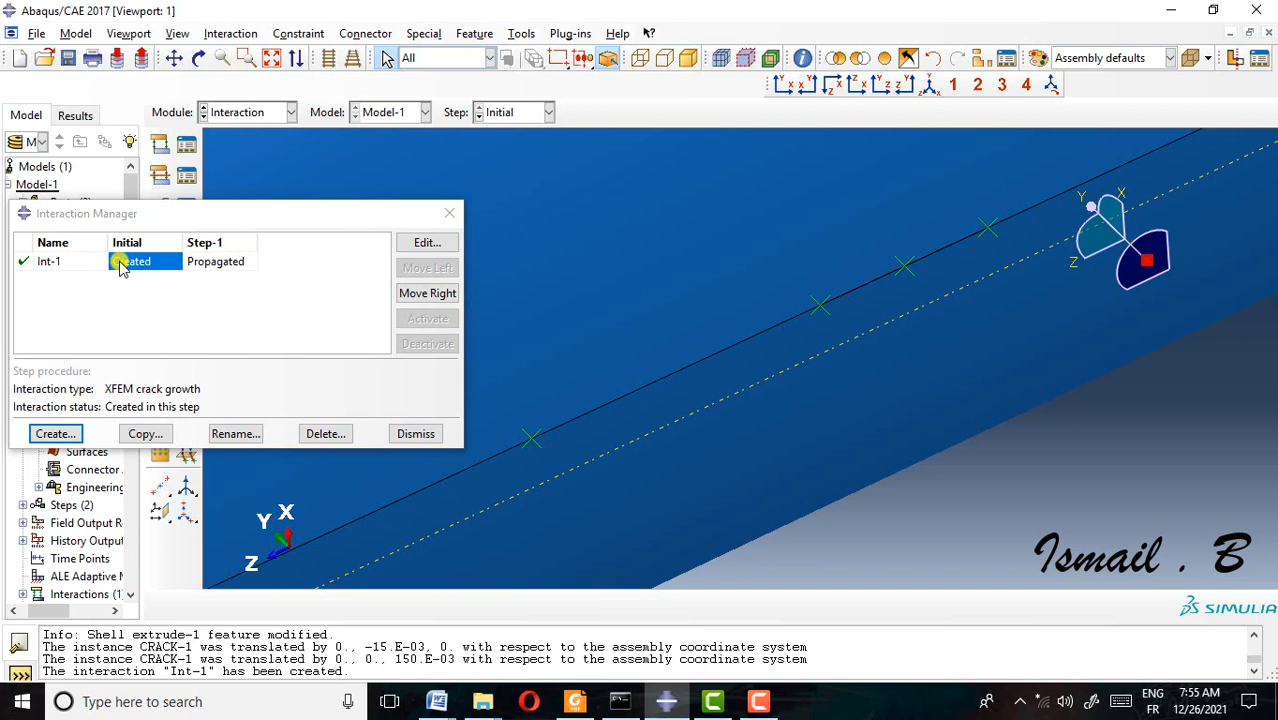 Abaqus/CAE 2017 [Viewport: 1]
File Model Viewport View Interaction Constraint Connector Special Feature Plug-ins Tools Help
All
Assembly defaults
1 2 3 4
Model Results
Module: Interaction Model: Model-1 Step: Initial
M
Models (1)
Model-1
Interaction Manager
Name Initial Step-1
Int-1 Created Propagated
Edit...
Move Left
Move Right
Activate
Deactivate
Step procedure:
Interaction type: XFEM crack growth
Interaction status: Created in this step
Create... Copy... Rename... Delete... Dismiss
Surfaces
Connector
Engineering
Steps (2)
Field Output R
History Output
Time Points
ALE Adaptive M
Interactions (1)
Y X
Z
Y X
Z
Ismail . B
SIMULIA
Info: Shell extrude-1 feature modified.
The instance CRACK-1 was translated by 0., -15.E-03, 0. with respect to the assembly coordinate system
The instance CRACK-1 was translated by 0., 0., 150.E-03 with respect to the assembly coordinate system
The interaction "Int-1" has been created.
Type here to search
ENG
FR
7:55 AM
12/26/2021